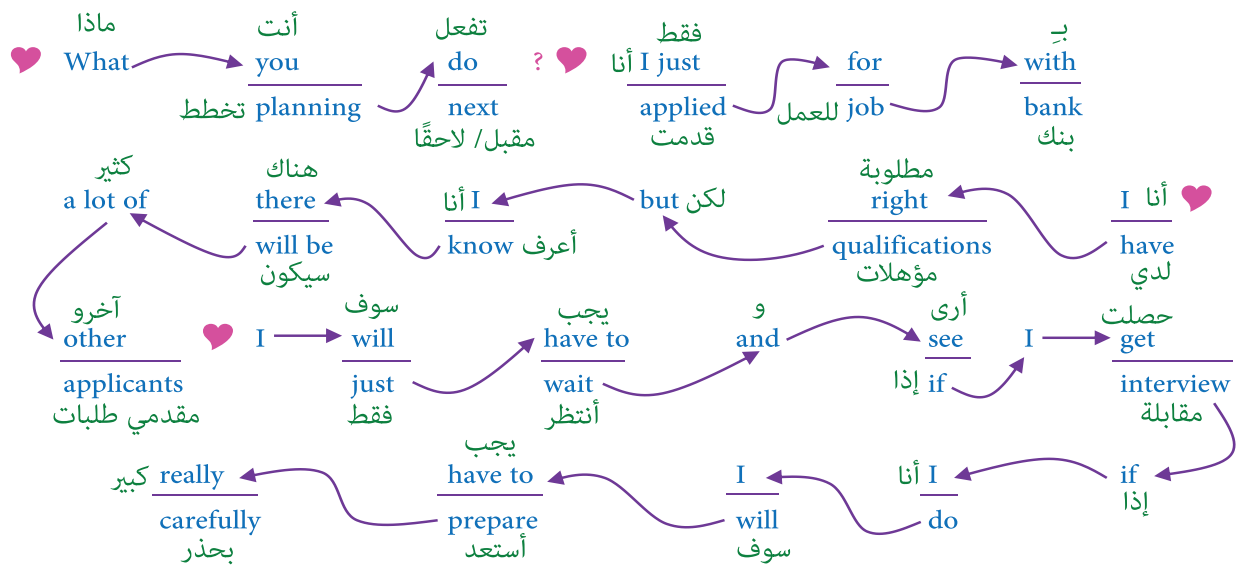 ماذا أنت تفعل فقط بـِ
What you do ? أنا I just for with
تخطط planning next applied للعمل job bank
مقبل/ لاحقًا قدمت بنك
كثير هناك مطلوبة
a lot of there أنا I but لكن right I أنا
will be know أعرف qualifications have
سيكون مؤهلات لدي
آخرو سوف يجب و أرى حصلت
other I will have to and see I get
applicants just wait إذا if interview
مقدمي طلبات فقط أنتظر مقابلة
يجب
كبير really have to I أنا I if
carefully prepare will do إذا
بحذر أستعد سوف